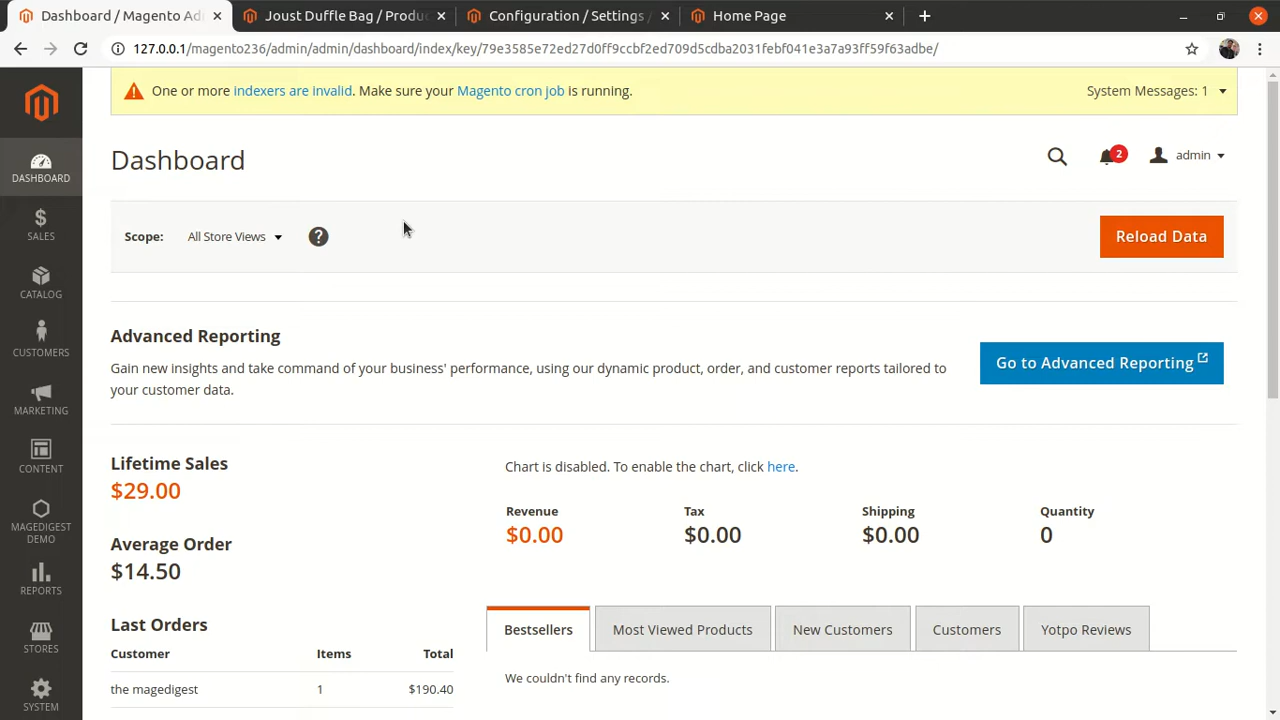 Dashboard / Magento Ad
Joust Duffle Bag / Produc
Configuration / Settings /
Home Page
127.0.0.1/magento236/admin/admin/dashboard/index/key/79e3585e72ed27d0ff9ccbf2ed709d5cdba2031febf041e3a7a93ff59f63adbe/
One or more indexers are invalid. Make sure your Magento cron job is running.
System Messages: 1
Dashboard
2
admin
Scope:
All Store Views
?
Reload Data
DASHBOARD
SALES
CATALOG
CUSTOMERS
MARKETING
CONTENT
MAGEDIGEST
DEMO
REPORTS
STORES
SYSTEM
Advanced Reporting
Gain new insights and take command of your business' performance, using our dynamic product, order, and customer reports tailored to
your customer data.
Go to Advanced Reporting
Lifetime Sales
$29.00
Average Order
$14.50
Last Orders
Customer Items Total
the magedigest 1 $190.40
Chart is disabled. To enable the chart, click here.
Revenue Tax Shipping Quantity
$0.00 $0.00 $0.00 0
Bestsellers
Most Viewed Products
New Customers
Customers
Yotpo Reviews
We couldn't find any records.